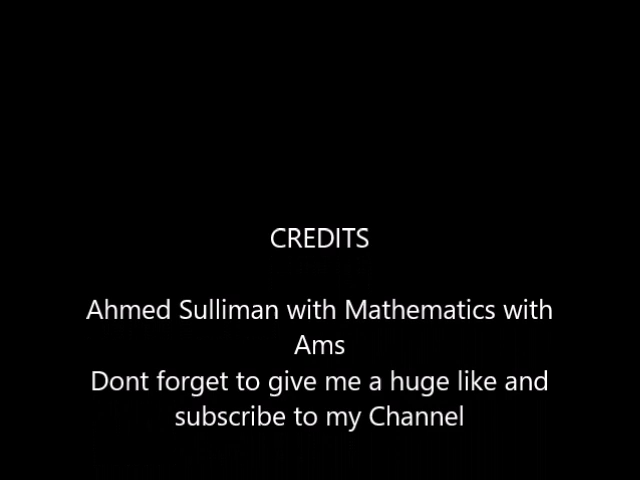 CREDITS
Ahmed Sulliman with Mathematics with
Ams
Dont forget to give me a huge like and
subscribe to my Channel